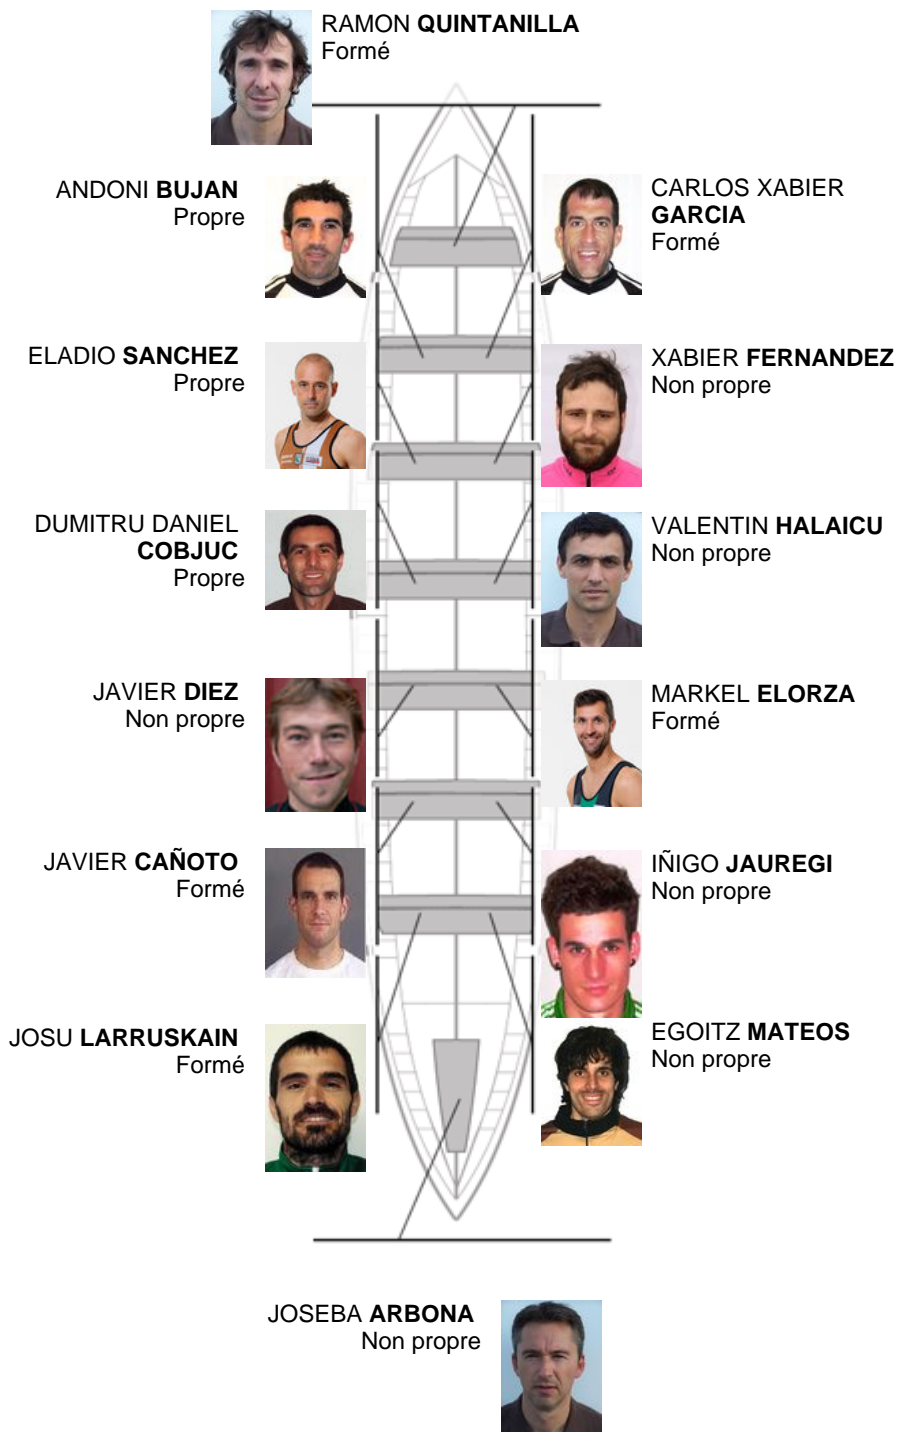 RAMON QUINTANILLA
Formé
ANDONI BUJAN
Propre
CARLOS XABIER
GARCIA
Formé
ELADIO SANCHEZ
Propre
XABIER FERNANDEZ
Non propre
DUMITRU DANIEL
COBJUC
Propre
VALENTIN HALAICU
Non propre
JAVIER DIEZ
Non propre
MARKEL ELORZA
Formé
JAVIER CAÑOTO
Formé
IÑIGO JAUREGI
Non propre
JOSU LARRUSKAIN
Formé
EGOITZ MATEOS
Non propre
JOSEBA ARBONA
Non propre